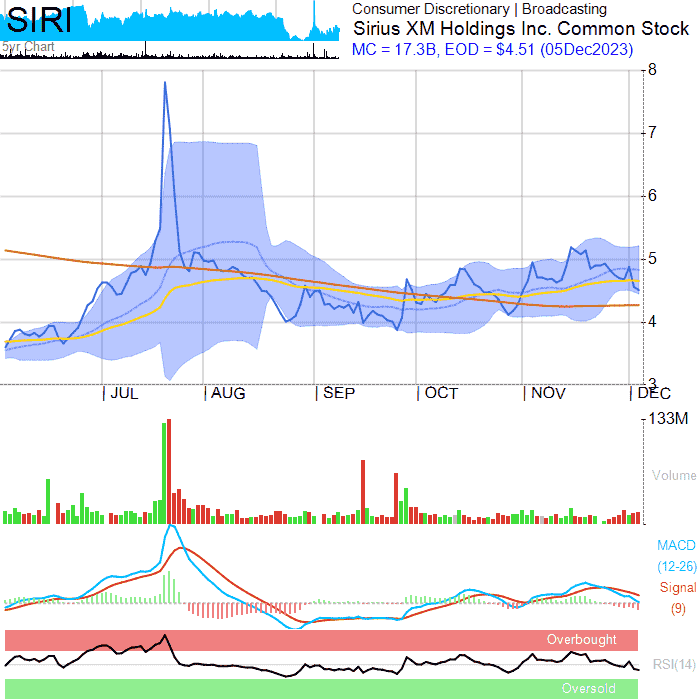 SIRI
5yr Chart
Consumer Discretionary | Broadcasting
Sirius XM Holdings Inc. Common Stock
MC = 17.3B, EOD = $4.51 (05Dec2023)
8
7
6
5
4
3
JUL AUG SEP OCT NOV DEC
133M
Volume
MACD
(12-26)
Signal
(9)
Overbought
RSI(14)
Oversold